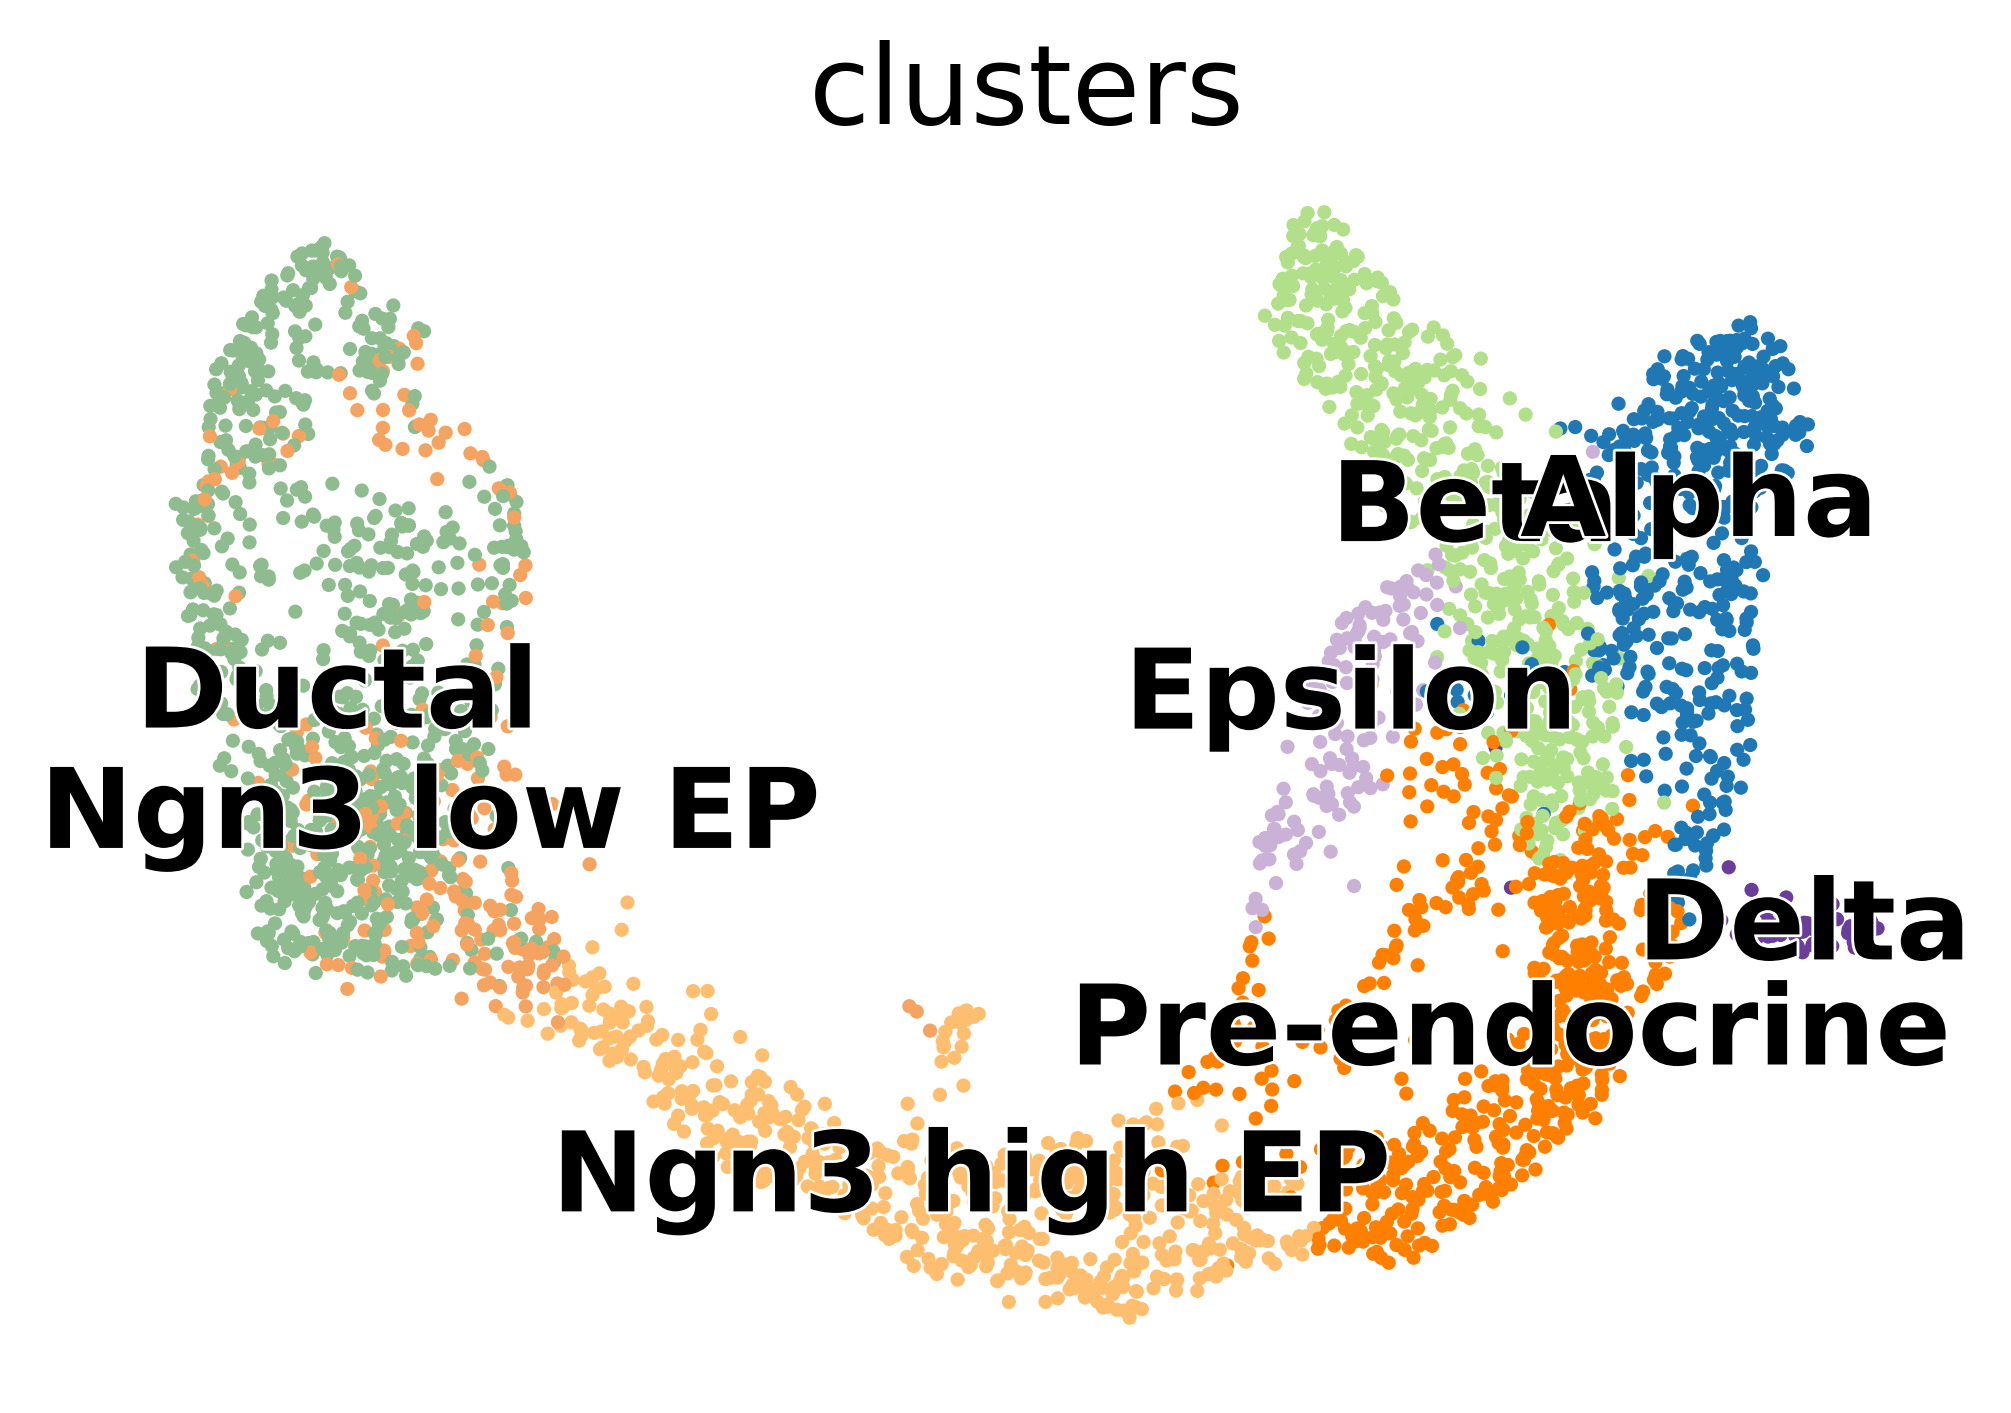 clusters
Beta
Alpha
Ductal
Epsilon
Ngn3 low EP
Delta
Pre-endocrine
Ngn3 high EP